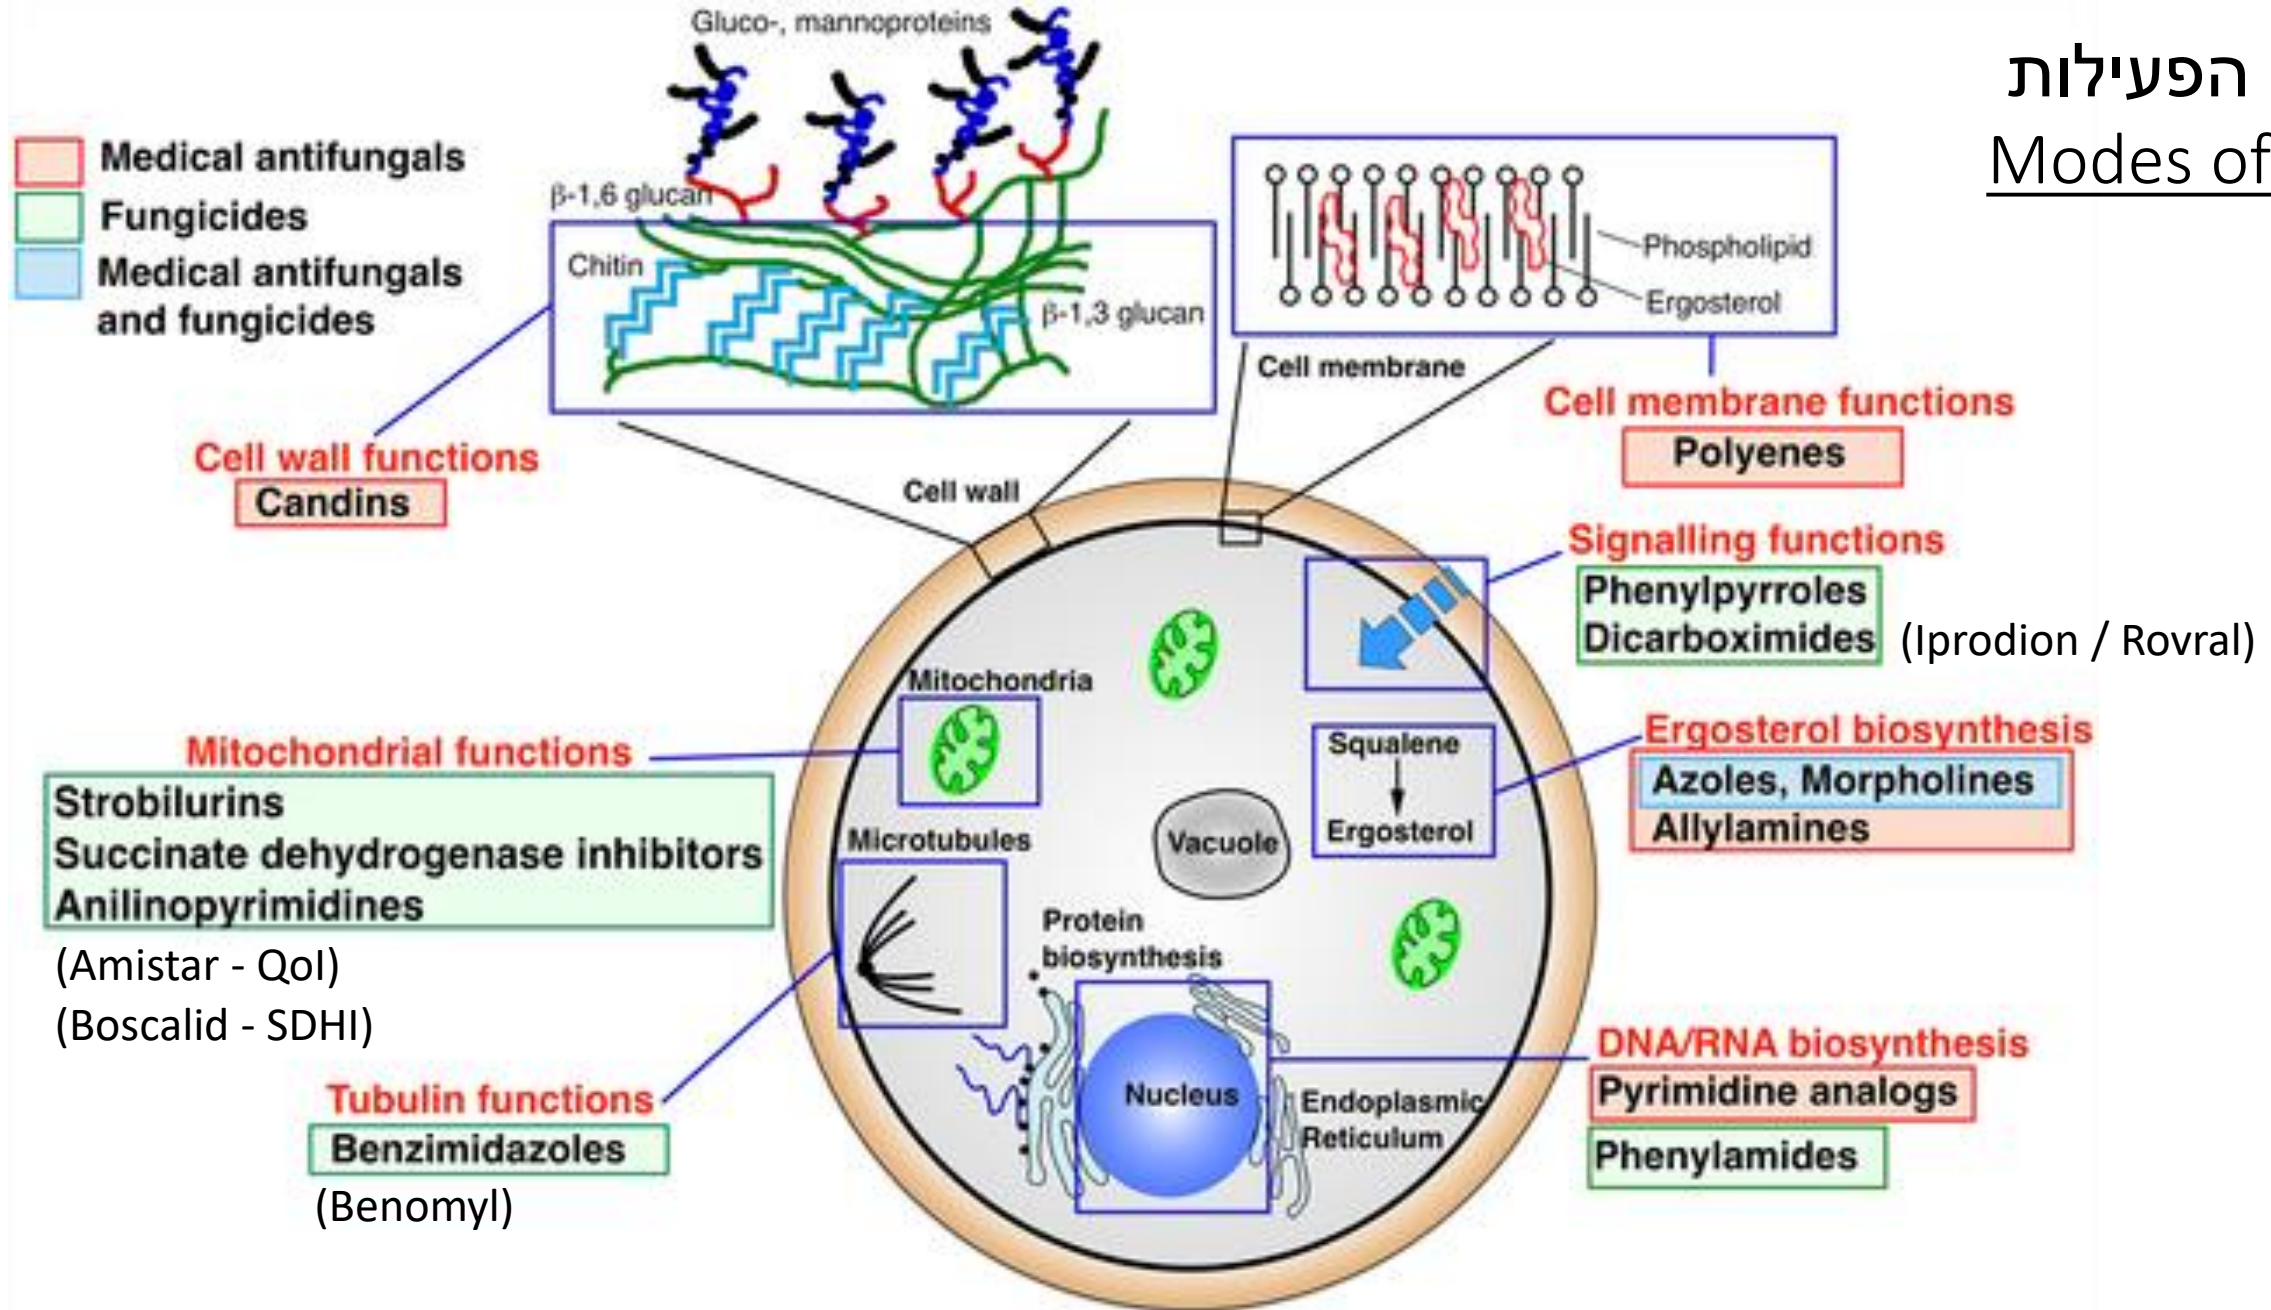 הפעילות
Modes of
Gluco-, mannoproteins
Medical antifungals
Fungicides
Medical antifungals
and fungicides
β-1,6 glucan
Chitin
β-1,3 glucan
Phospholipid
Ergosterol
Cell membrane
Cell membrane functions
Polyenes
Cell wall functions
Candins
Cell wall
Signalling functions
Phenylpyrroles
Dicarboximides (Iprodion / Rovral)
Mitochondria
Mitochondrial functions
Strobilurins
Succinate dehydrogenase inhibitors
Anilinopyrimidines
(Amistar - QoI)
(Boscalid - SDHI)
Squalene
Ergosterol
Ergosterol biosynthesis
Azoles, Morpholines
Allylamines
Vacuole
Microtubules
Protein
biosynthesis
Tubulin functions
Benzimidazoles
(Benomyl)
Nucleus
Endoplasmic
Reticulum
DNA/RNA biosynthesis
Pyrimidine analogs
Phenylamides